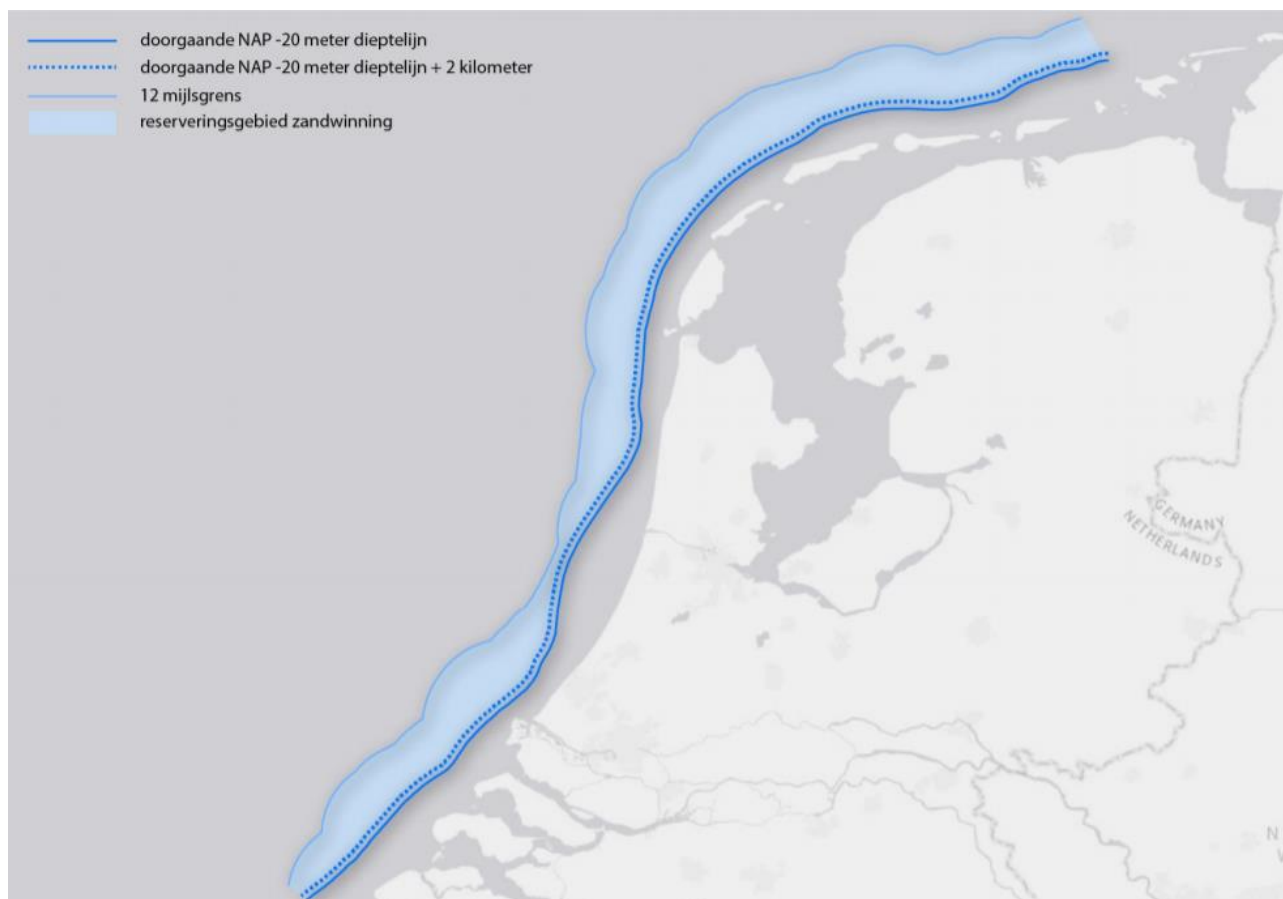 doorgaande NAP -20 meter dieptelijn
doorgaande NAP -20 meter dieptelijn + 2 kilometer
12 mijlsgrens
reserveringsgebied zandwinning
GERMANY
NETHERLANDS
N